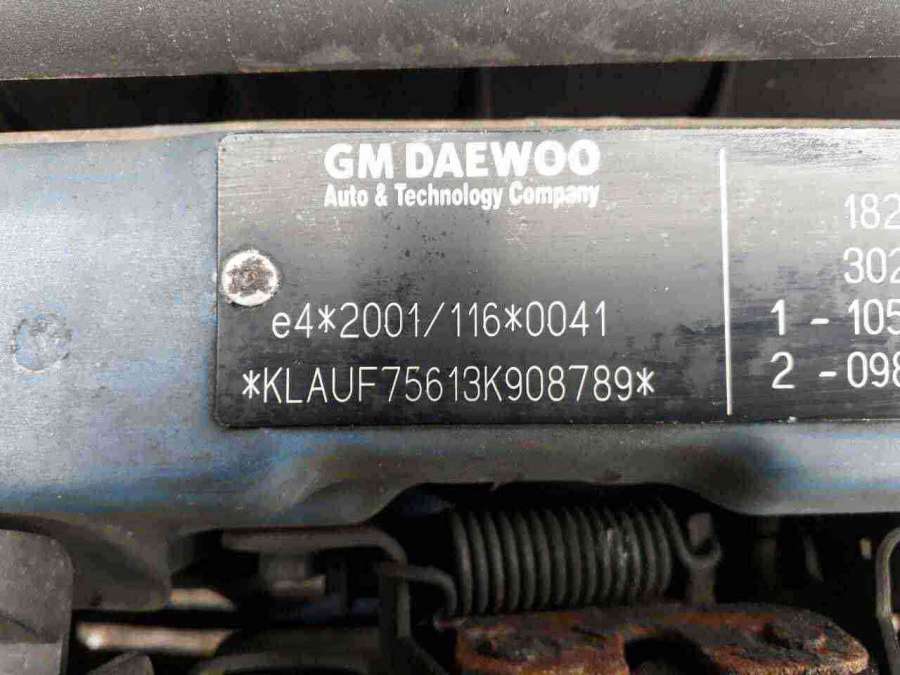 GM DAEWOO
Auto & Technology Company
e4*2001/116*0041
*KLAUF75613K908789*
182
302
1 - 105
2 - 098